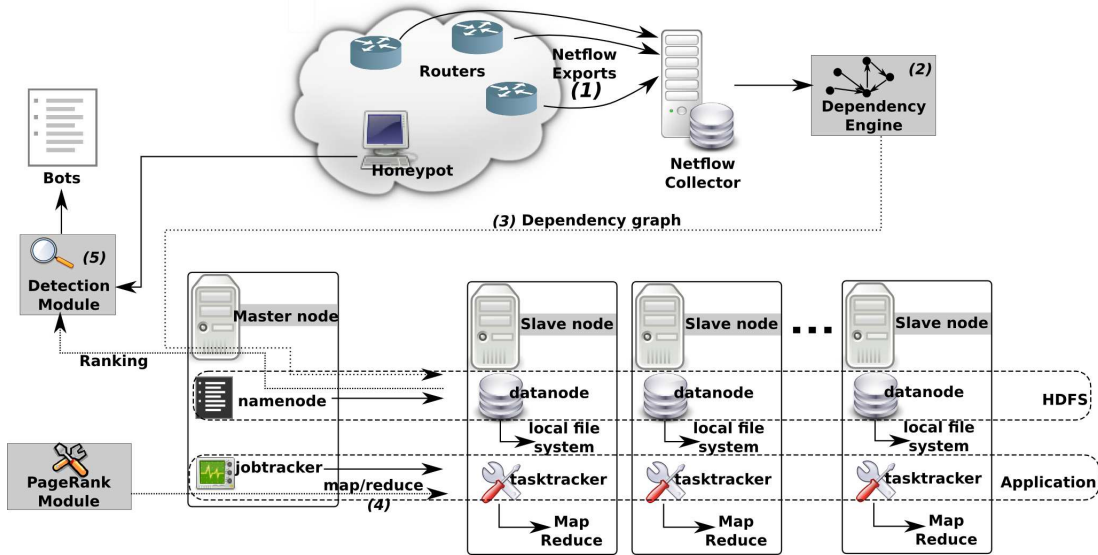 Routers
Netflow
Exports
(1)
Honeypot
Netflow
Collector
(2)
Dependency
Engine
Bots
(3) Dependency graph
(5)
Detection
Module
Ranking
Master node
Slave node
Slave node
Slave node
namenode
datanode
datanode
datanode
HDFS
local file
system
local file
system
local file
system
PageRank
Module
jobtracker
map/reduce
(4)
tasktracker
tasktracker
tasktracker
Application
Map
Reduce
Map
Reduce
Map
Reduce